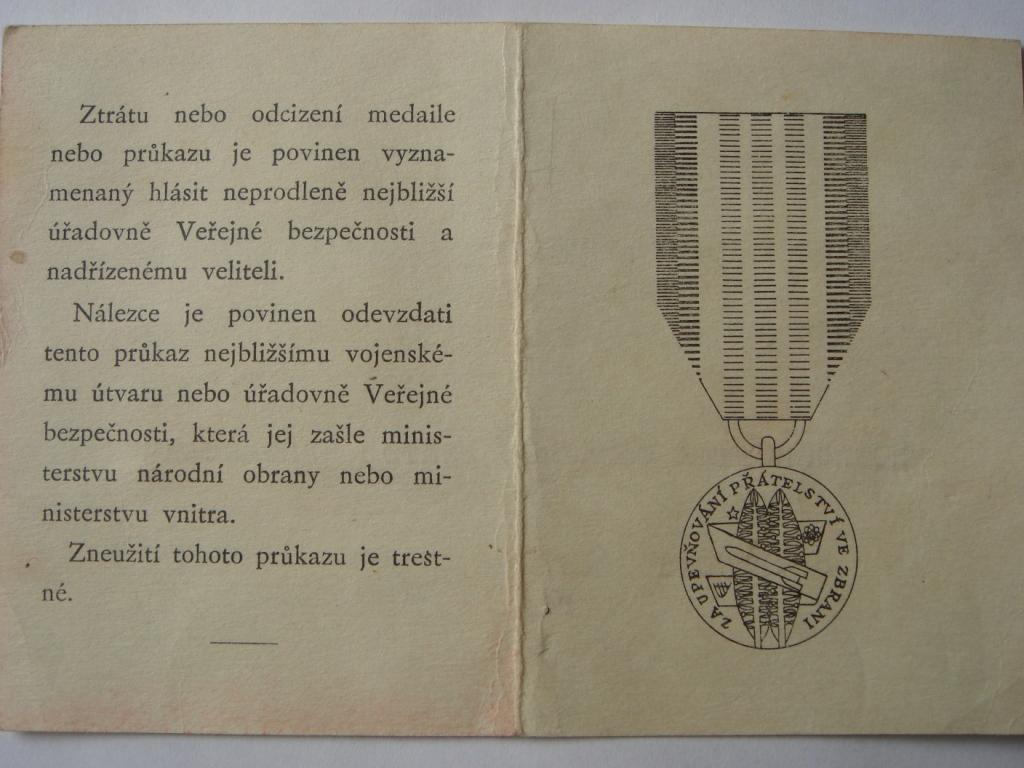 Ztrátu nebo odcizení medaile
nebo průkazu je povinen vyzna-
menaný hlásit neprodleně nejbližší
úřadovně Veřejné bezpečnosti a
nadřízenému veliteli.
Nálezce je povinen odevzdati
tento průkaz nejbližšímu vojenské-
mu útvaru nebo úřadovně Veřejné
bezpečnosti, která jej zašle minis-
terstvu národní obrany nebo mi-
nisterstvu vnitra.
Zneužití tohoto průkazu je trest-
né.
ZA UPEVŇOVÁNÍ PŘÁTELSTVÍ VE ZBRANI